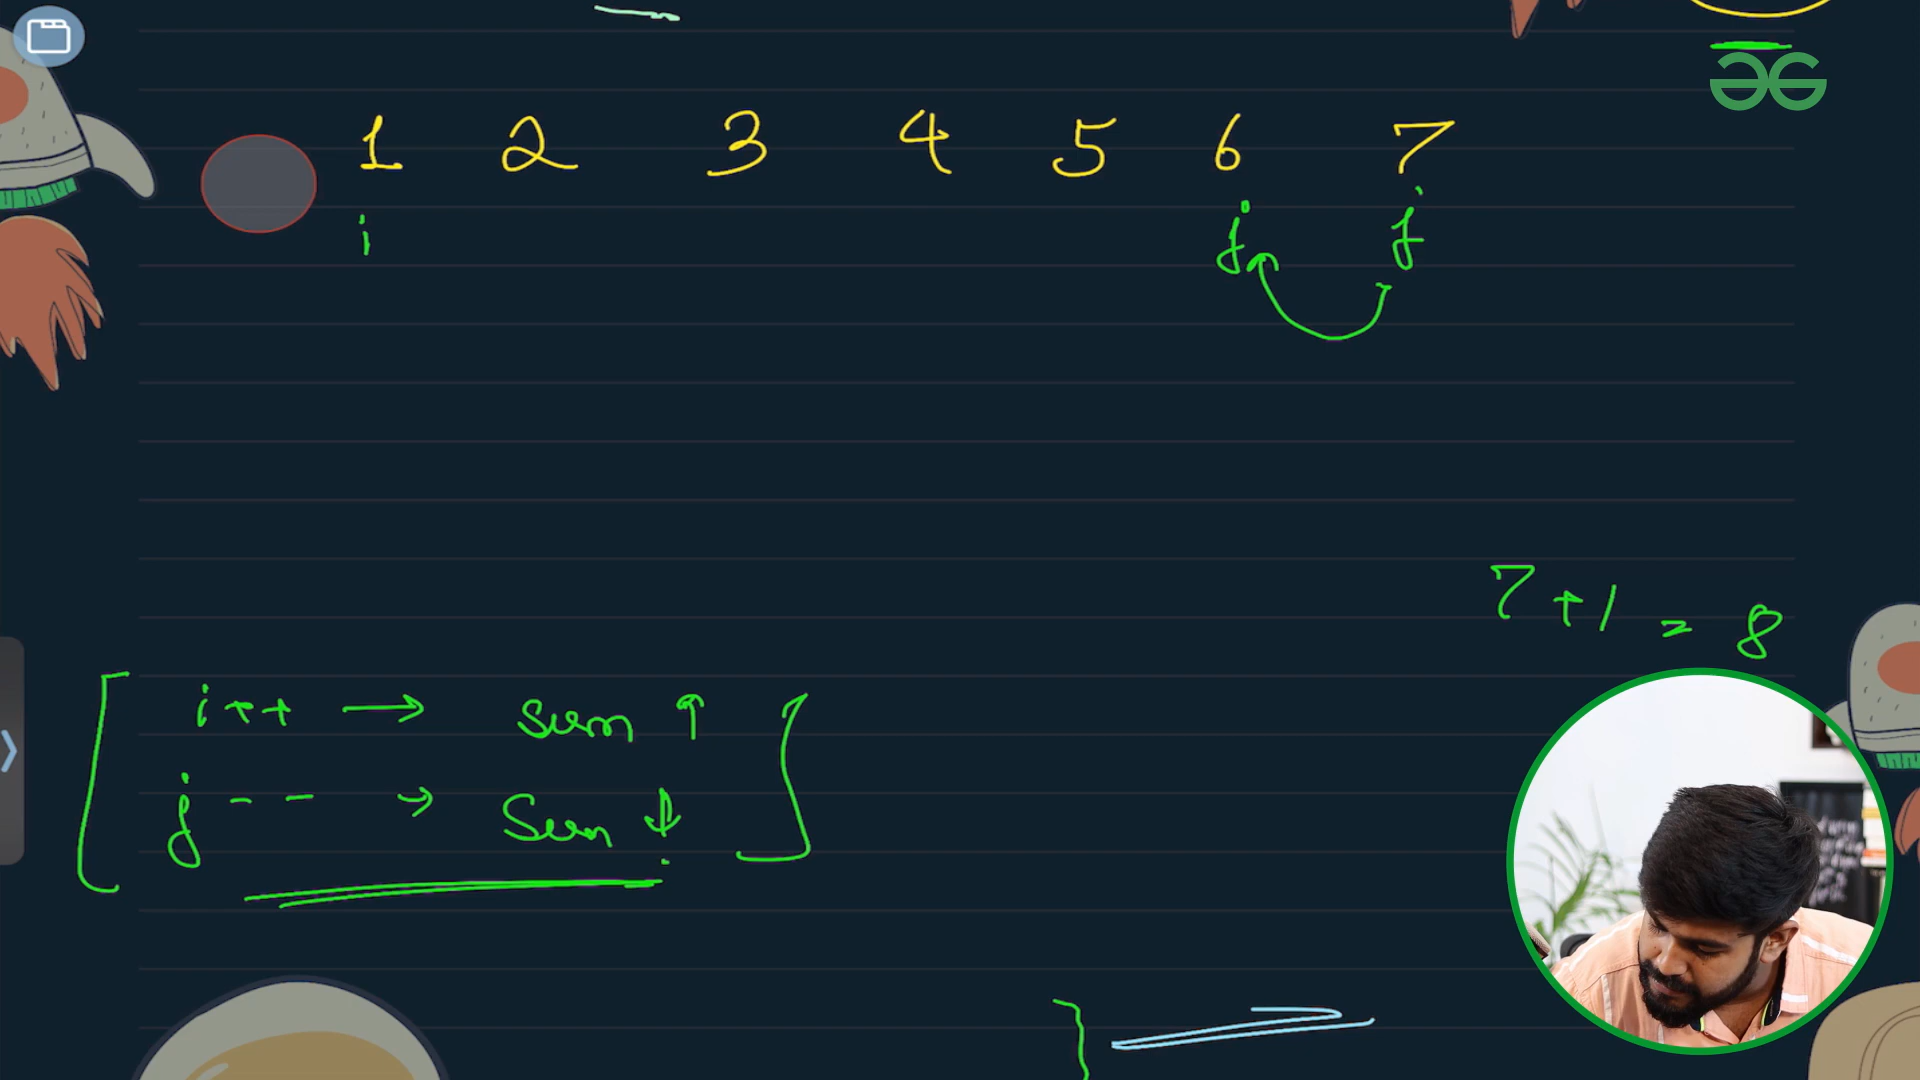 1 2 3 4 5 6 7
i j j
7 + 1 = 8
i++ → sum ↑
j-- → Sum ↓